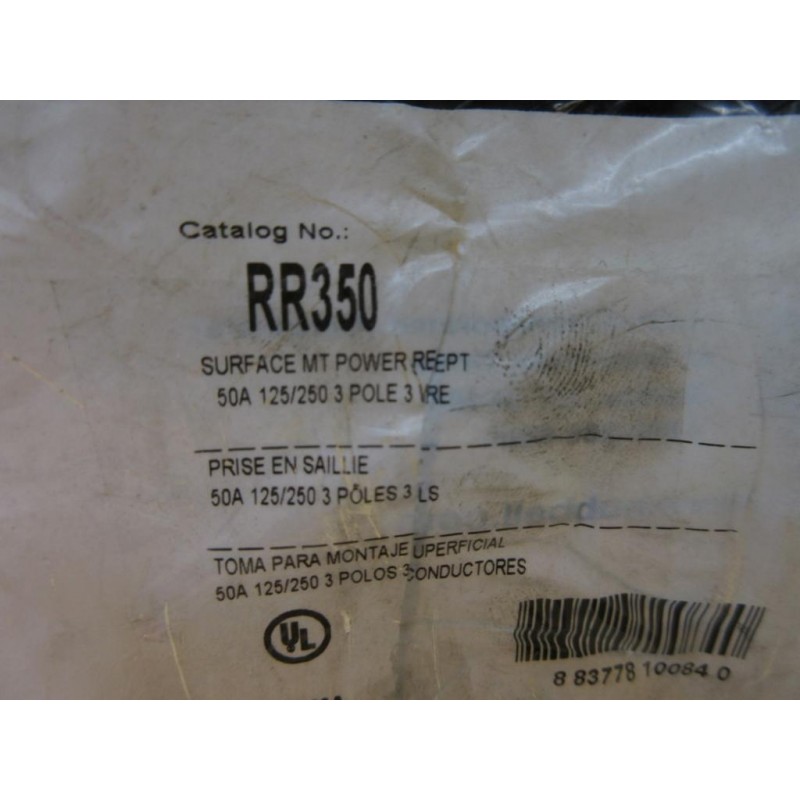 Catalog No.:
RR350
SURFACE MT POWER REEPT
50A 125/250 3 POLE 3 IRE
PRISE EN SAILLIE
50A 125/250 3 PÔLES 3 LS
TOMA PARA MONTAJE UPERFICIAL
50A 125/250 3 POLOS 3 CONDUCTORES
UL
8 83778 10084 0